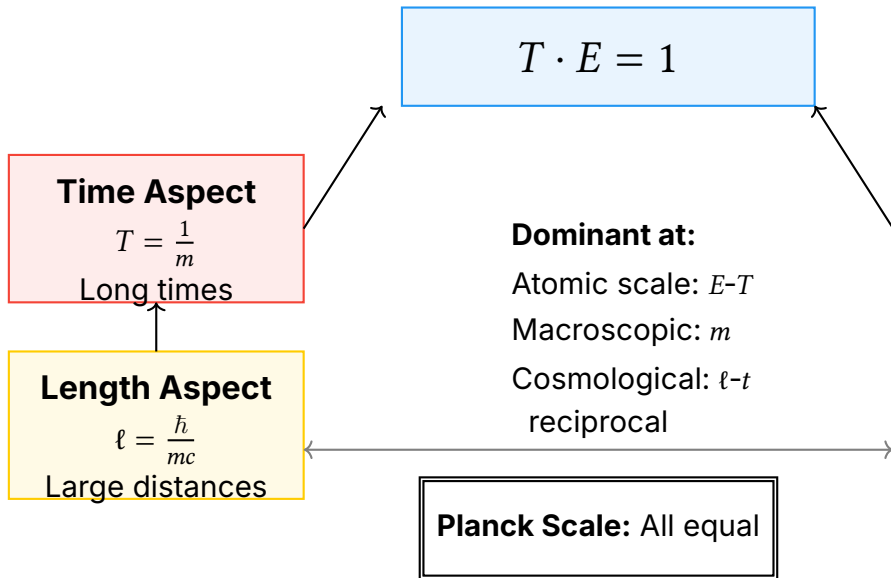 T · E = 1
Time Aspect
T = 1/m
Long times
Length Aspect
ℓ = ℏ/mc
Large distances
Dominant at:
Atomic scale: E-T
Macroscopic: m
Cosmological: ℓ-t
reciprocal
Planck Scale: All equal